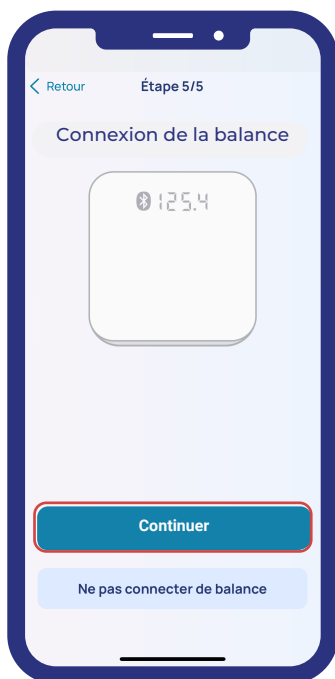 Retour
Étape 5/5
Connexion de la balance
125.4
Continuer
Ne pas connecter de balance